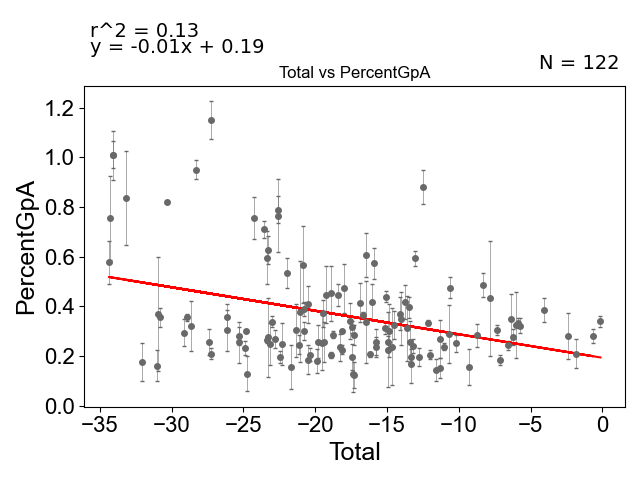 r^2 = 0.13
y = -0.01x + 0.19
N = 122
Total vs PercentGpA
1.2
1.0
0.8
0.6
0.4
0.2
0.0
PercentGpA
−35 −30 −25 −20 −15 −10 −5 0
Total